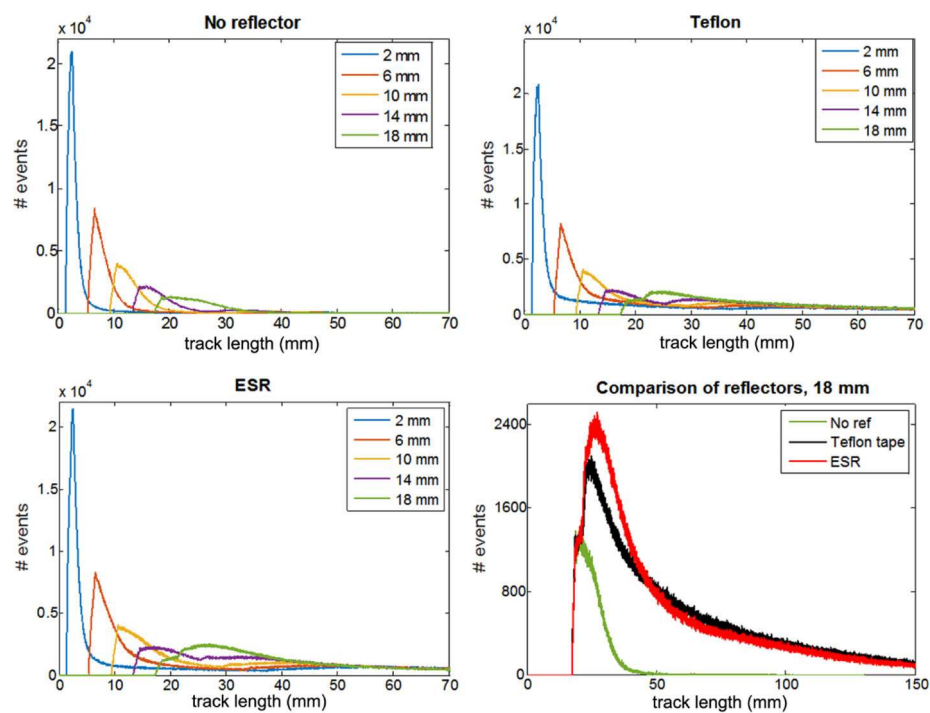 No reflector
x 10^4
2
1.5
1
0.5
0
# events
0 10 20 30 40 50 60 70
track length (mm)
2 mm
6 mm
10 mm
14 mm
18 mm
Teflon
x 10^4
2
1.5
1
0.5
0
# events
0 10 20 30 40 50 60 70
track length (mm)
2 mm
6 mm
10 mm
14 mm
18 mm
ESR
x 10^4
2
1.5
1
0.5
0
# events
0 10 20 30 40 50 60 70
track length (mm)
2 mm
6 mm
10 mm
14 mm
18 mm
Comparison of reflectors, 18 mm
2400
1600
800
0
# events
0 50 100 150
track length (mm)
No ref
Teflon tape
ESR